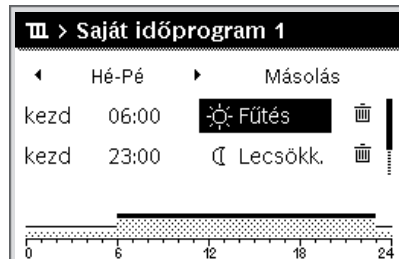 > Saját időprogram 1
Hé-Pé Másolás
kezd 06:00 Fűtés
kezd 23:00 Lecsökk.
0 6 12 18 24